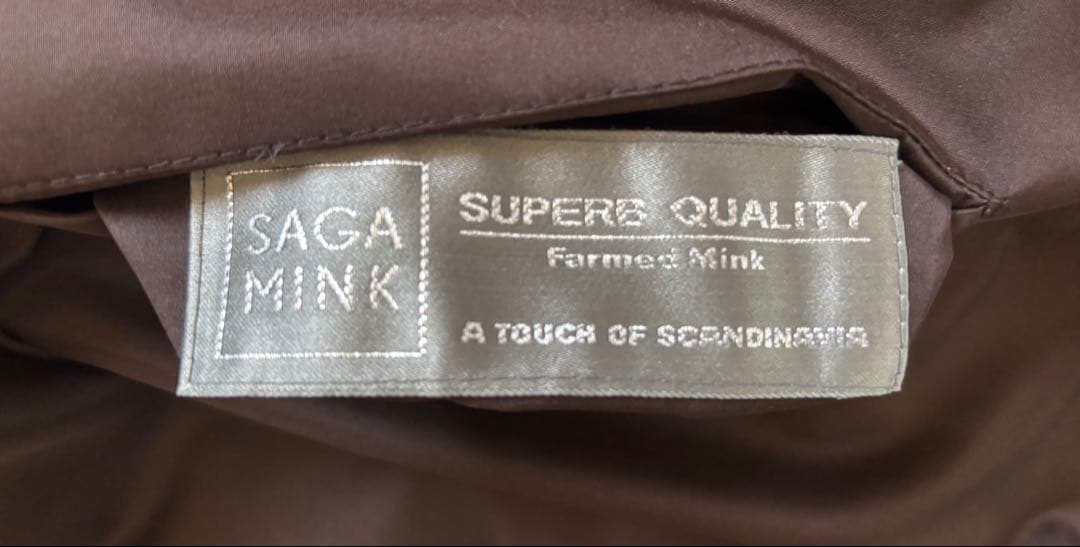 SAGA
MINK
SUPERB QUALITY
Farmed Mink
A TOUCH OF SCANDINAVIA